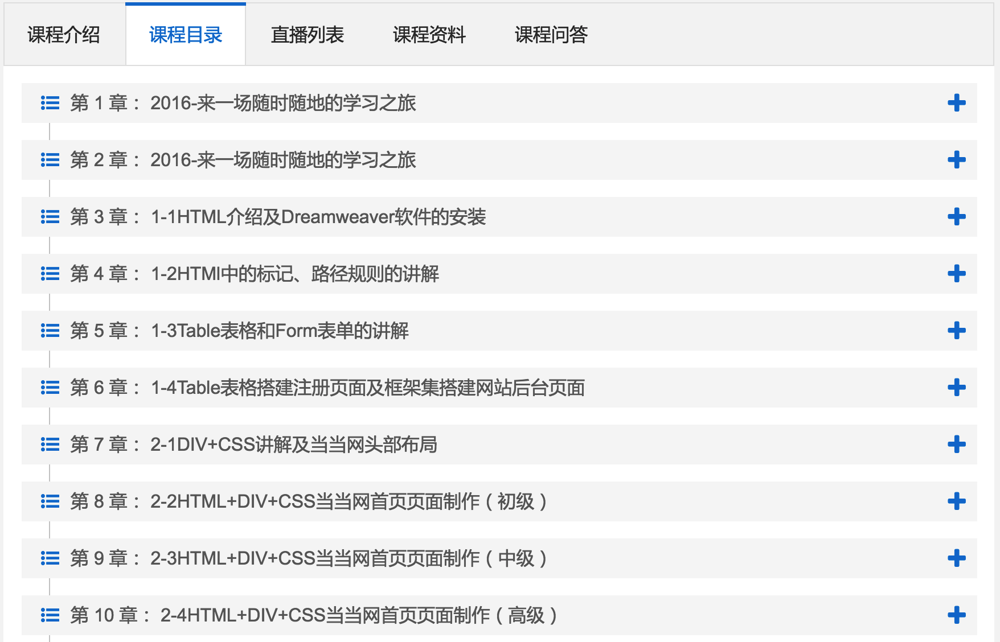 课程介绍 课程目录 直播列表 课程资料 课程问答
第 1 章： 2016-来一场随时随地的学习之旅
第 2 章： 2016-来一场随时随地的学习之旅
第 3 章： 1-1HTML介绍及Dreamweaver软件的安装
第 4 章： 1-2HTMl中的标记、路径规则的讲解
第 5 章： 1-3Table表格和Form表单的讲解
第 6 章： 1-4Table表格搭建注册页面及框架集搭建网站后台页面
第 7 章： 2-1DIV+CSS讲解及当当网头部布局
第 8 章： 2-2HTML+DIV+CSS当当网首页页面制作（初级）
第 9 章： 2-3HTML+DIV+CSS当当网首页页面制作（中级）
第 10 章： 2-4HTML+DIV+CSS当当网首页页面制作（高级）